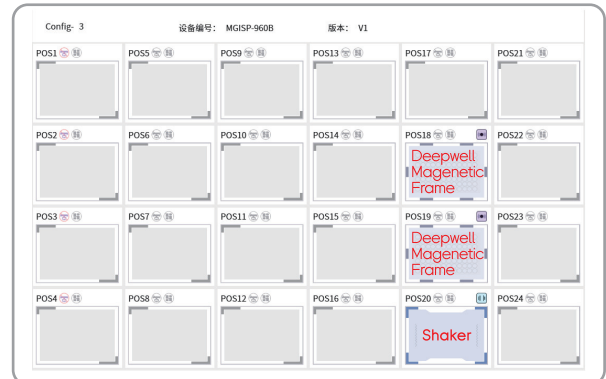 Config- 3 设备编号: MGISP-960B 版本: V1
POS1 POS5 POS9 POS13 POS17 POS21
POS2 POS6 POS10 POS14 POS18 POS22
Deepwell
Magenetic
Frame
POS3 POS7 POS11 POS15 POS19 POS23
Deepwell
Magenetic
Frame
POS4 POS8 POS12 POS16 POS20 POS24
Shaker